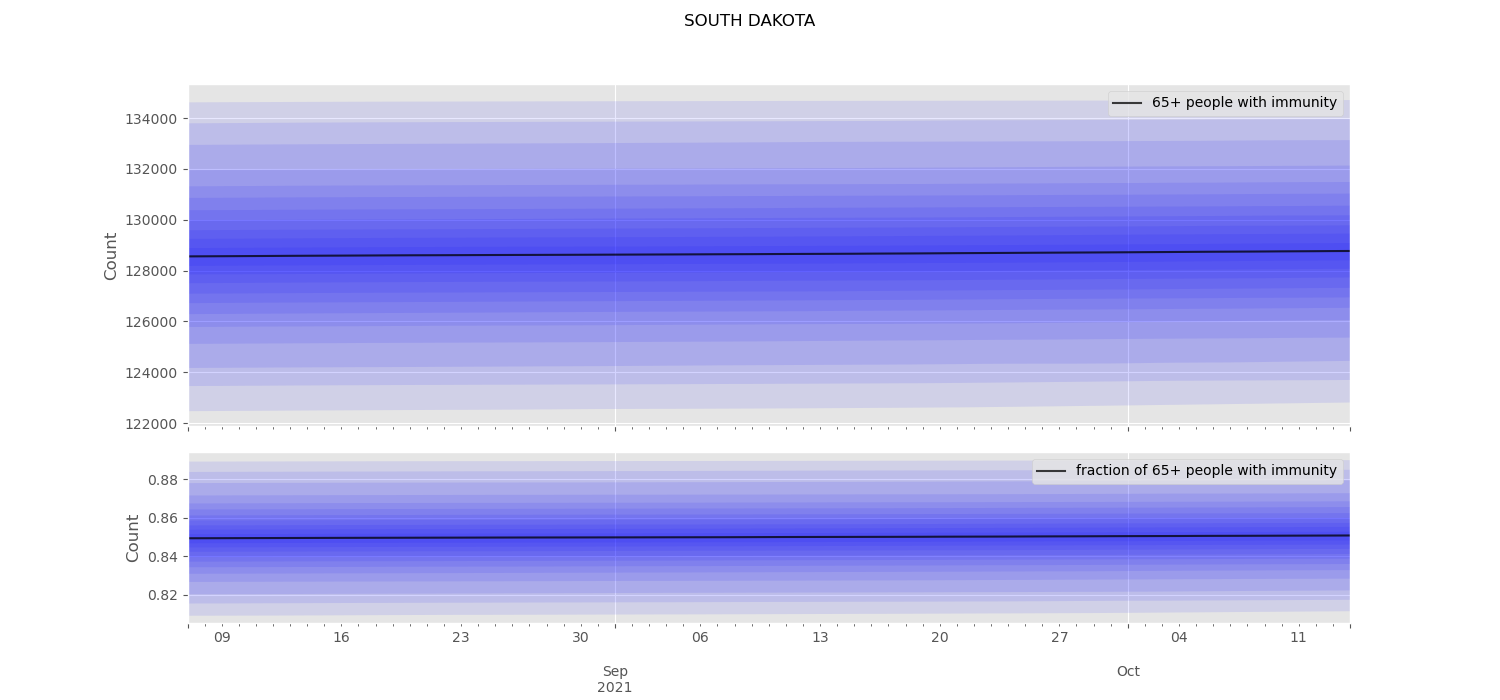 SOUTH DAKOTA
65+ people with immunity
134000
132000
130000
128000
126000
124000
122000
Count
fraction of 65+ people with immunity
0.88
0.86
0.84
0.82
Count
09 16 23 30 06 13 20 27 04 11
Sep Oct
2021